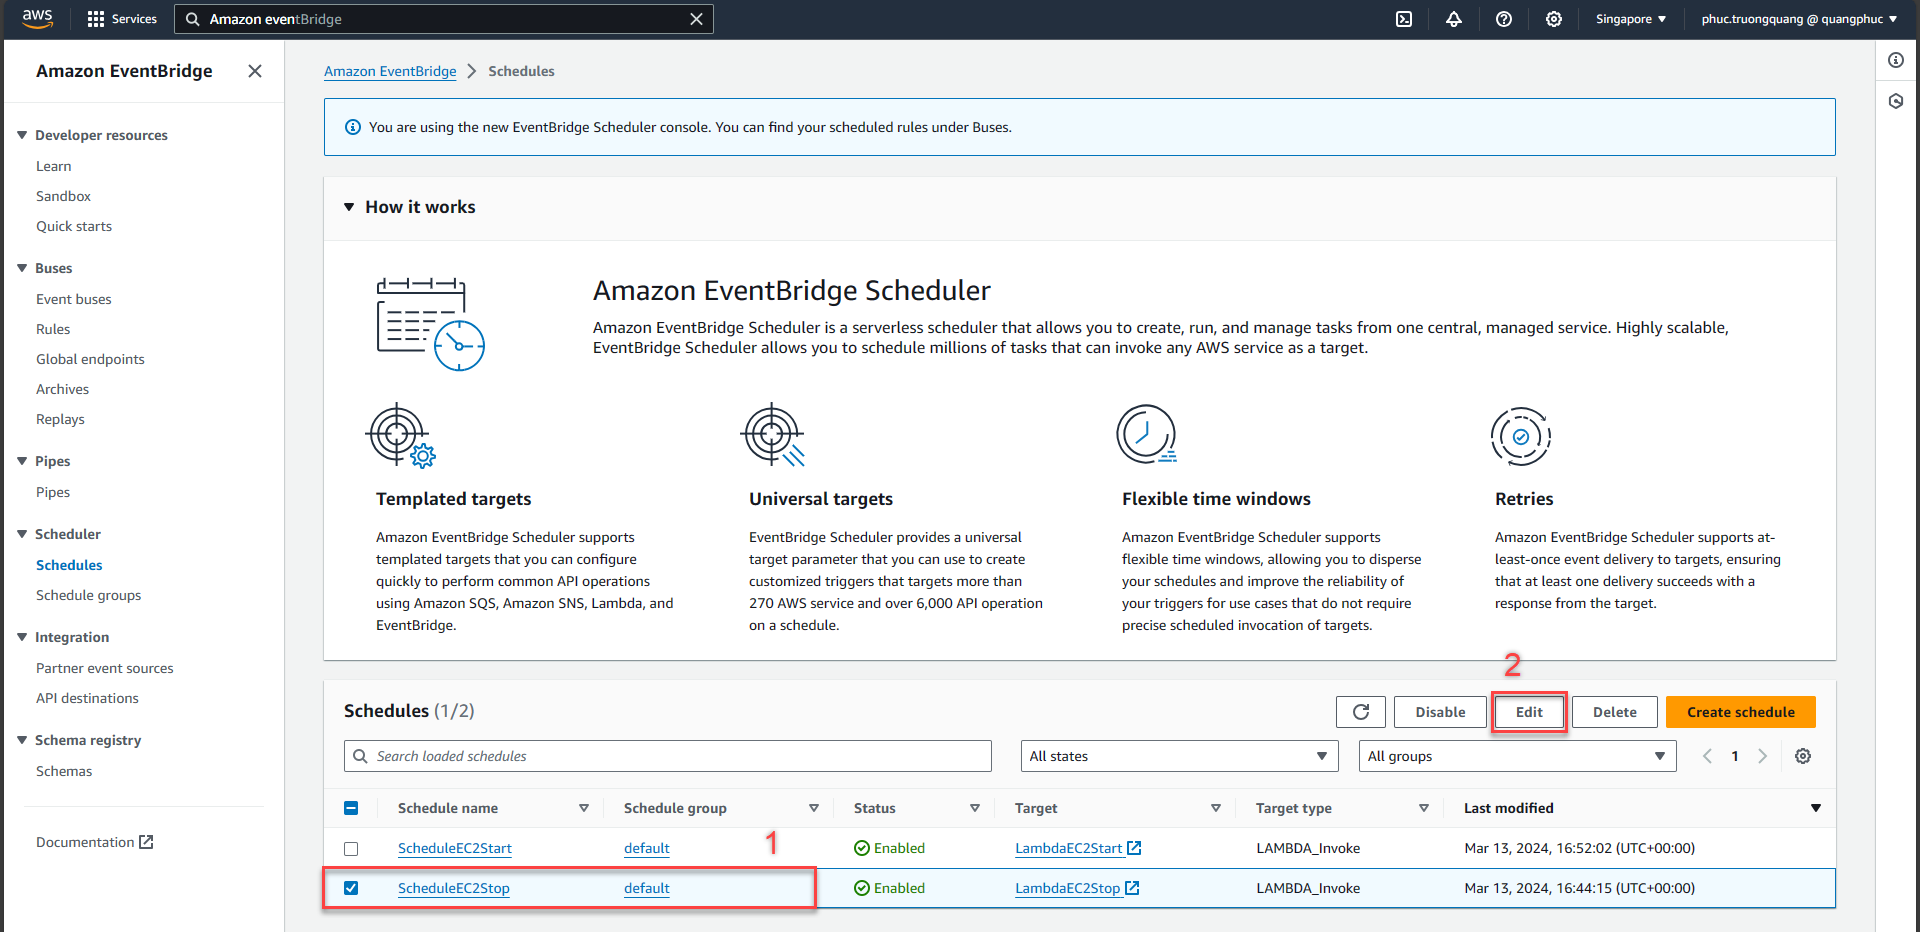 aws
Services
Amazon eventBridge
Singapore
phuc.truongquang @ quangphuc
Amazon EventBridge
Developer resources
Learn
Sandbox
Quick starts
Buses
Event buses
Rules
Global endpoints
Archives
Replays
Pipes
Pipes
Scheduler
Schedules
Schedule groups
Integration
Partner event sources
API destinations
Schema registry
Schemas
Documentation
Amazon EventBridge > Schedules
You are using the new EventBridge Scheduler console. You can find your scheduled rules under Buses.
How it works
Amazon EventBridge Scheduler
Amazon EventBridge Scheduler is a serverless scheduler that allows you to create, run, and manage tasks from one central, managed service. Highly scalable,
EventBridge Scheduler allows you to schedule millions of tasks that can invoke any AWS service as a target.
Templated targets
Amazon EventBridge Scheduler supports
templated targets that you can configure
quickly to perform common API operations
using Amazon SQS, Amazon SNS, Lambda, and
EventBridge.
Universal targets
EventBridge Scheduler provides a universal
target parameter that you can use to create
customized triggers that targets more than
270 AWS service and over 6,000 API operation
on a schedule.
Flexible time windows
Amazon EventBridge Scheduler supports
flexible time windows, allowing you to disperse
your schedules and improve the reliability of
your triggers for use cases that do not require
precise scheduled invocation of targets.
Retries
Amazon EventBridge Scheduler supports at-
least-once event delivery to targets, ensuring
that at least one delivery succeeds with a
response from the target.
2
Schedules (1/2)
Disable
Edit
Delete
Create schedule
Search loaded schedules
All states
All groups
1
Schedule name Schedule group Status Target Target type Last modified
1
ScheduleEC2Start default Enabled LambdaEC2Start LAMBDA_Invoke Mar 13, 2024, 16:52:02 (UTC+00:00)
ScheduleEC2Stop default Enabled LambdaEC2Stop LAMBDA_Invoke Mar 13, 2024, 16:44:15 (UTC+00:00)